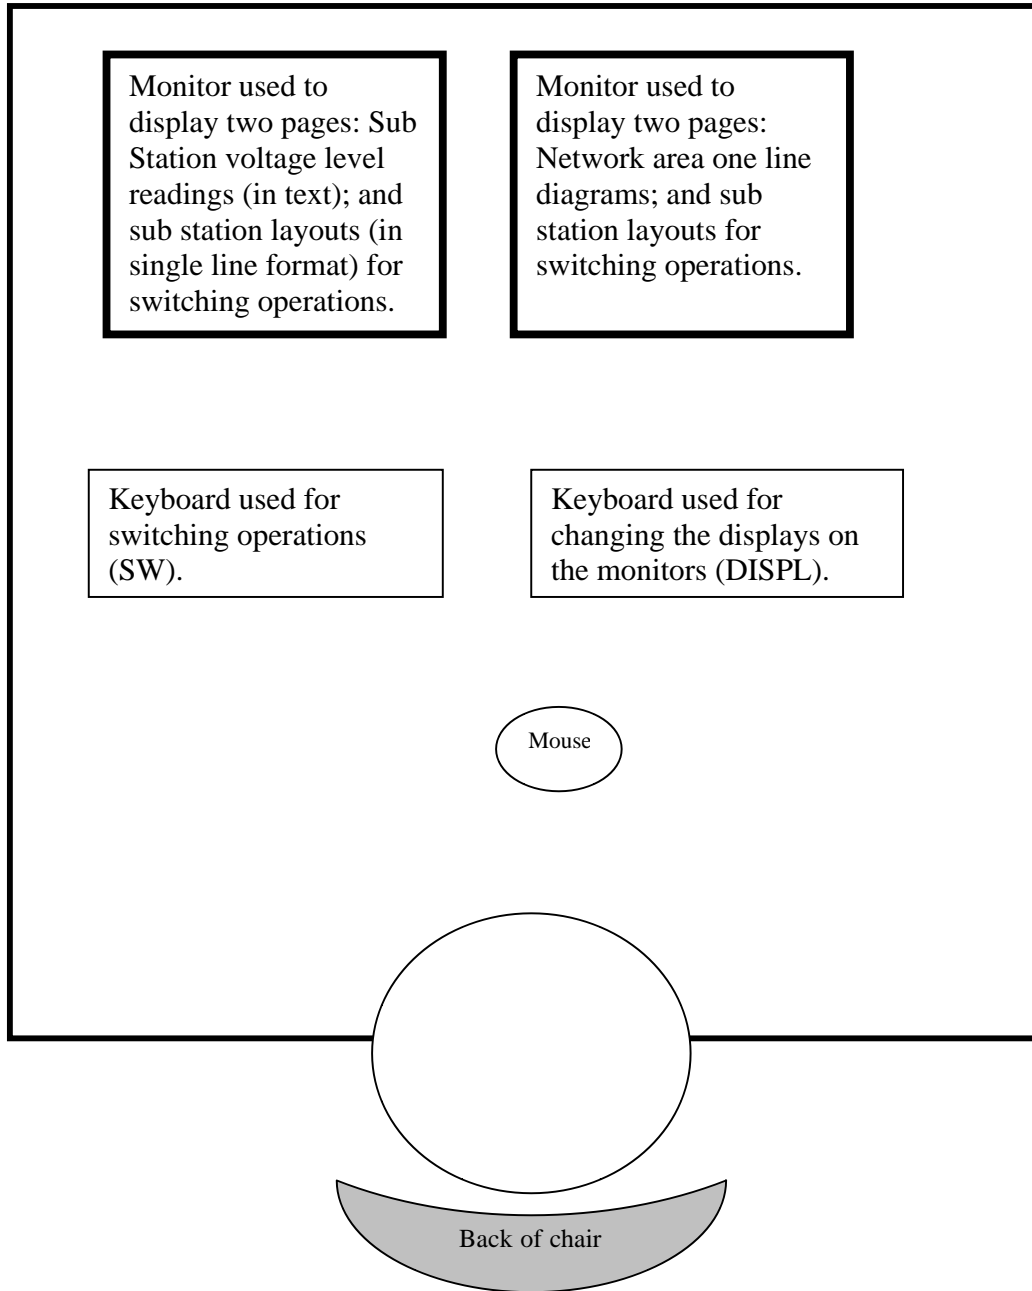 Monitor used to
display two pages: Sub
Station voltage level
readings (in text); and
sub station layouts (in
single line format) for
switching operations.
Monitor used to
display two pages:
Network area one line
diagrams; and sub
station layouts for
switching operations.
Keyboard used for
switching operations
(SW).
Keyboard used for
changing the displays on
the monitors (DISPL).
Mouse
Back of chair